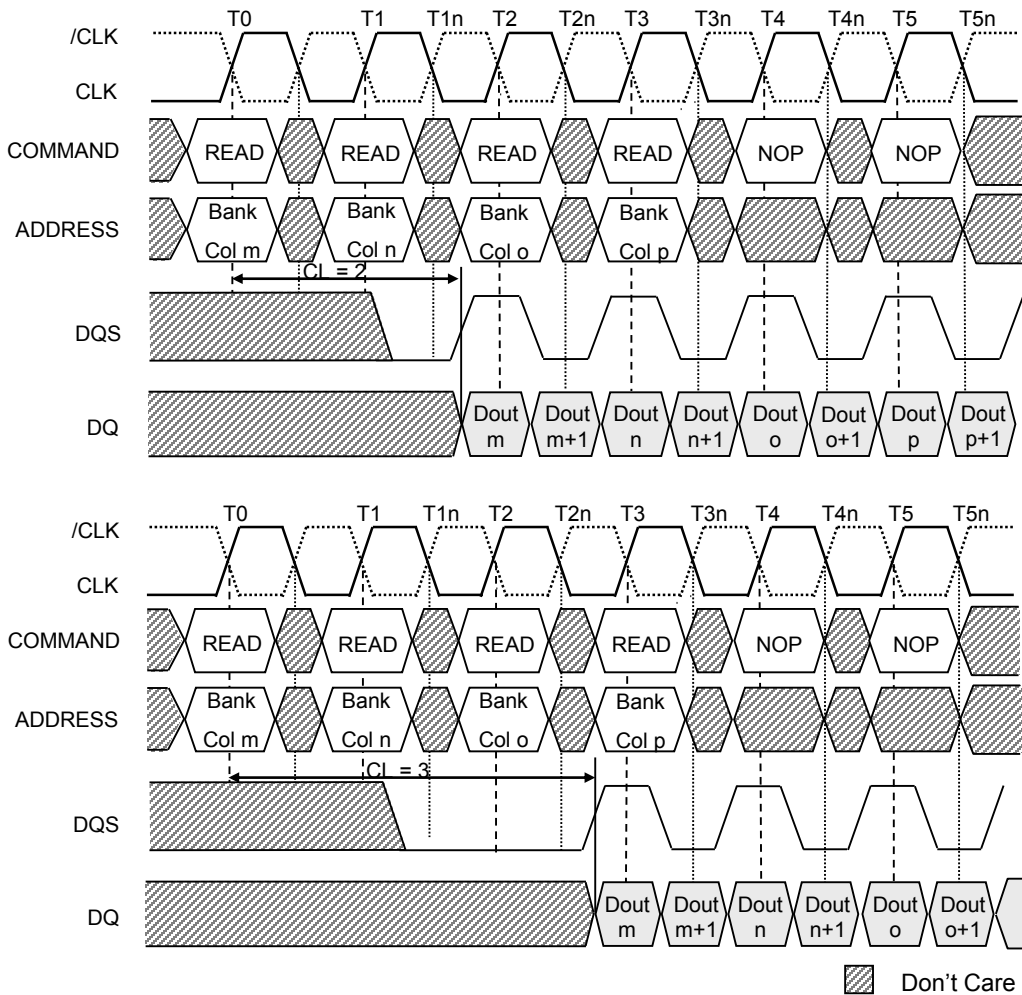 T0 T1 T1n T2 T2n T3 T3n T4 T4n T5 T5n
/CLK
CLK
COMMAND READ READ READ READ NOP NOP
ADDRESS Bank Bank Bank Bank
Col m Col n Col o Col p
CL = 2
DQS
DQ Dout Dout Dout Dout Dout Dout Dout Dout
m m+1 n n+1 o o+1 p p+1
T0 T1 T1n T2 T2n T3 T3n T4 T4n T5 T5n
/CLK
CLK
COMMAND READ READ READ READ NOP NOP
ADDRESS Bank Bank Bank Bank
Col m Col n Col o Col p
CL = 3
DQS
DQ Dout Dout Dout Dout Dout Dout
m m+1 n n+1 o o+1
Don't Care